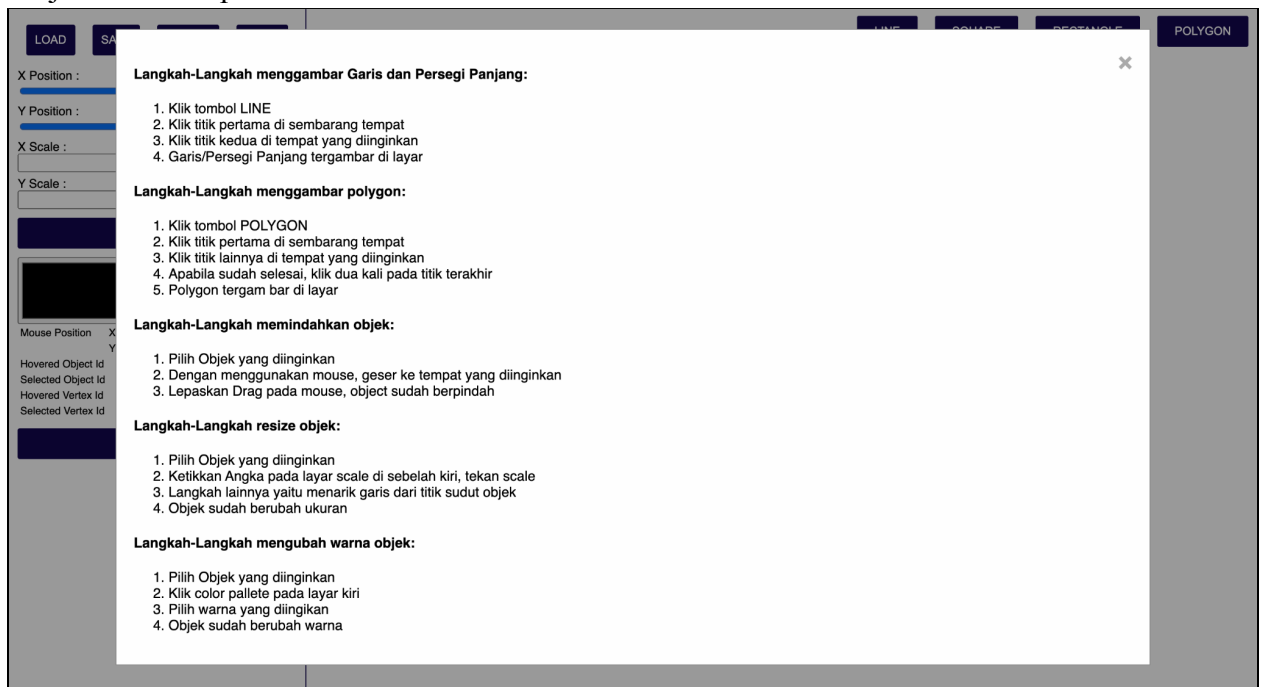 LOAD
SA
POLYGON
X Position :
Y Position :
X Scale :
Y Scale :
Mouse Position X
Y
Hovered Object Id
Selected Object Id
Hovered Vertex Id
Selected Vertex Id
×
Langkah-Langkah menggambar Garis dan Persegi Panjang:
1. Klik tombol LINE
2. Klik titik pertama di sembarang tempat
3. Klik titik kedua di tempat yang diinginkan
4. Garis/Persegi Panjang tergambar di layar
Langkah-Langkah menggambar polygon:
1. Klik tombol POLYGON
2. Klik titik pertama di sembarang tempat
3. Klik titik lainnya di tempat yang diinginkan
4. Apabila sudah selesai, klik dua kali pada titik terakhir
5. Polygon tergam bar di layar
Langkah-Langkah memindahkan objek:
1. Pilih Objek yang diinginkan
2. Dengan menggunakan mouse, geser ke tempat yang diinginkan
3. Lepaskan Drag pada mouse, object sudah berpindah
Langkah-Langkah resize objek:
1. Pilih Objek yang diinginkan
2. Ketikkan Angka pada layar scale di sebelah kiri, tekan scale
3. Langkah lainnya yaitu menarik garis dari titik sudut objek
4. Objek sudah berubah ukuran
Langkah-Langkah mengubah warna objek:
1. Pilih Objek yang diinginkan
2. Klik color pallete pada layar kiri
3. Pilih warna yang diingikan
4. Objek sudah berubah warna